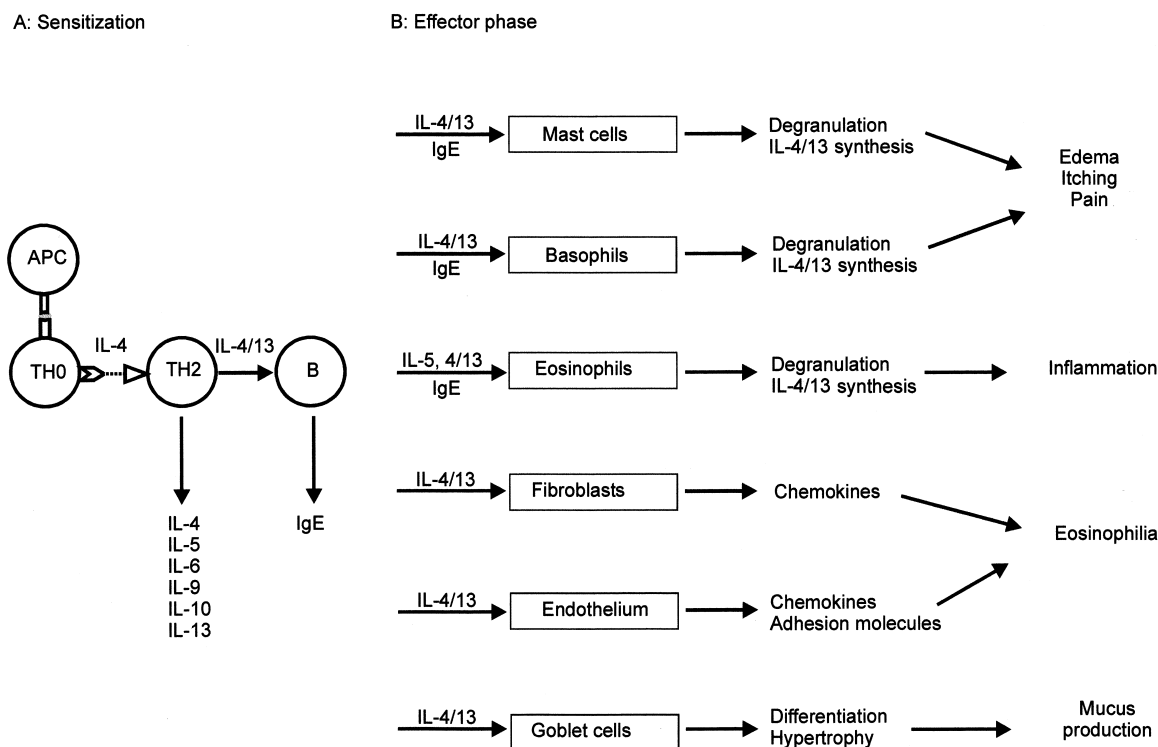 A: Sensitization
B: Effector phase
APC
TH0
IL-4
TH2
IL-4/13
B
IL-4
IL-5
IL-6
IL-9
IL-10
IL-13
IgE
IL-4/13
IgE
Mast cells
Degranulation
IL-4/13 synthesis
IL-4/13
IgE
Basophils
Degranulation
IL-4/13 synthesis
Edema
Itching
Pain
IL-5, 4/13
IgE
Eosinophils
Degranulation
IL-4/13 synthesis
Inflammation
IL-4/13
Fibroblasts
Chemokines
IL-4/13
Endothelium
Chemokines
Adhesion molecules
Eosinophilia
IL-4/13
Goblet cells
Differentiation
Hypertrophy
Mucus
production